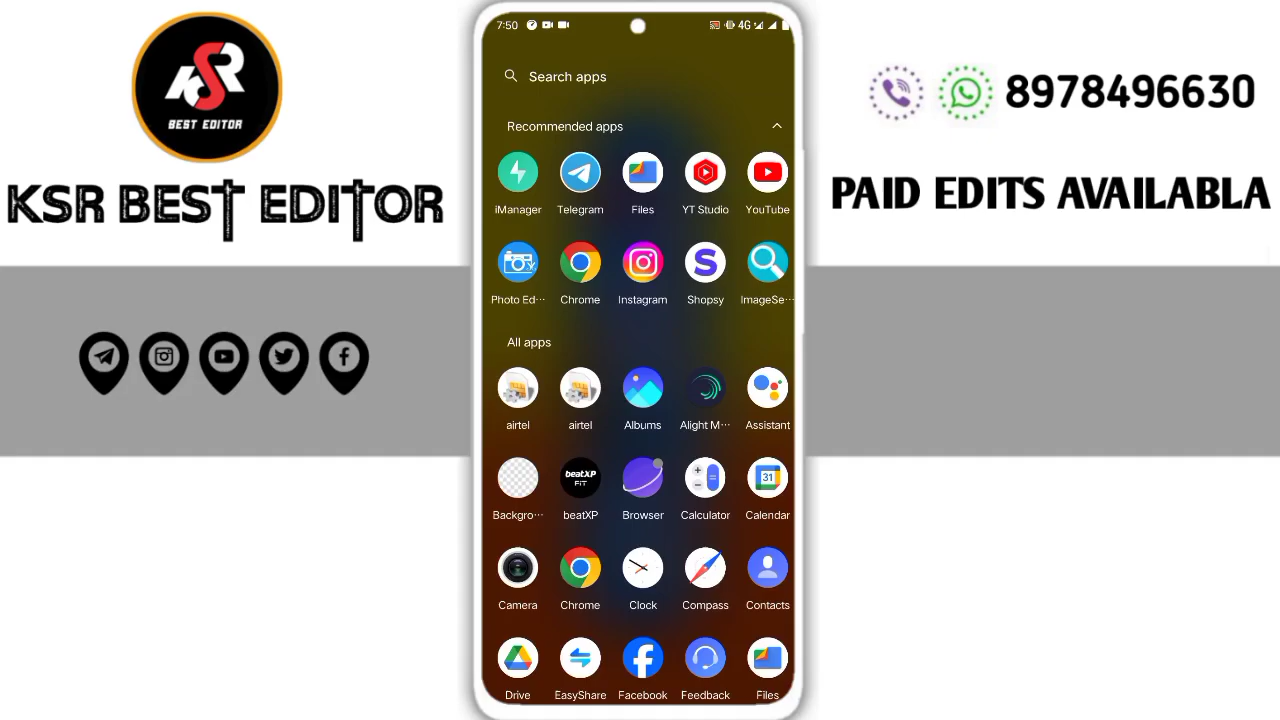 KSR
BEST EDITOR
KSR BEST EDITOR
8978496630
PAID EDITS AVAILABLA
7:50
4G
Search apps
Recommended apps
iManager Telegram Files YT Studio YouTube
Photo Ed··· Chrome Instagram Shopsy ImageSe···
All apps
airtel airtel Albums Alight M··· Assistant
beatXP
FIT
31
Backgro··· beatXP Browser Calculator Calendar
Camera Chrome Clock Compass Contacts
Drive EasyShare Facebook Feedback Files